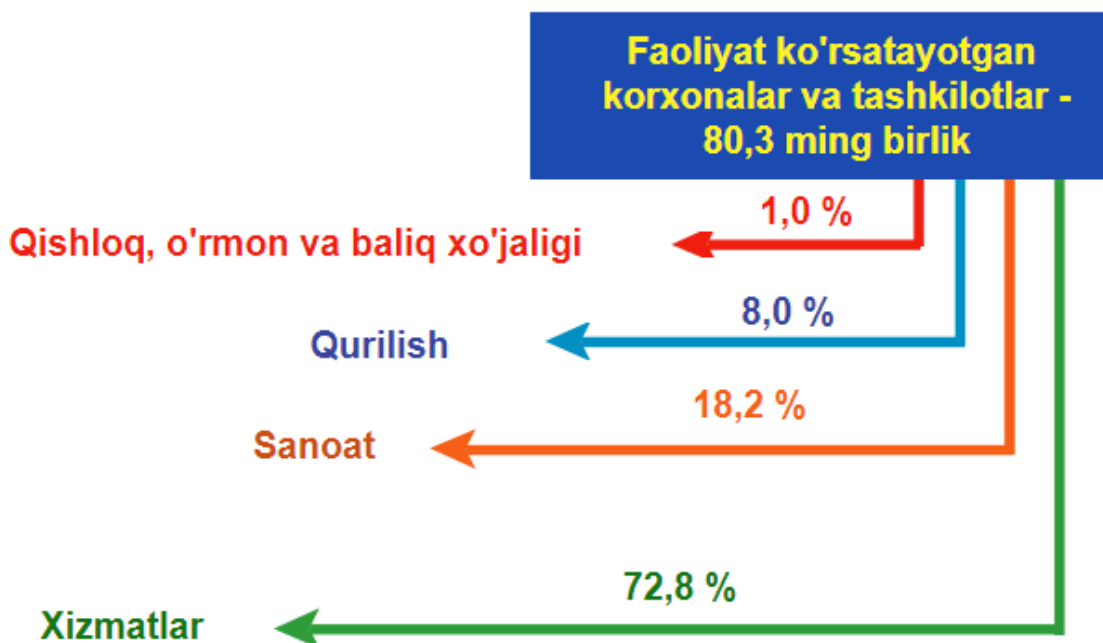 Faoliyat ko'rsatayotgan
korxonalar va tashkilotlar -
80,3 ming birlik
1,0 %
Qishloq, o'rmon va baliq xo'jaligi
8,0 %
Qurilish
18,2 %
Sanoat
72,8 %
Xizmatlar